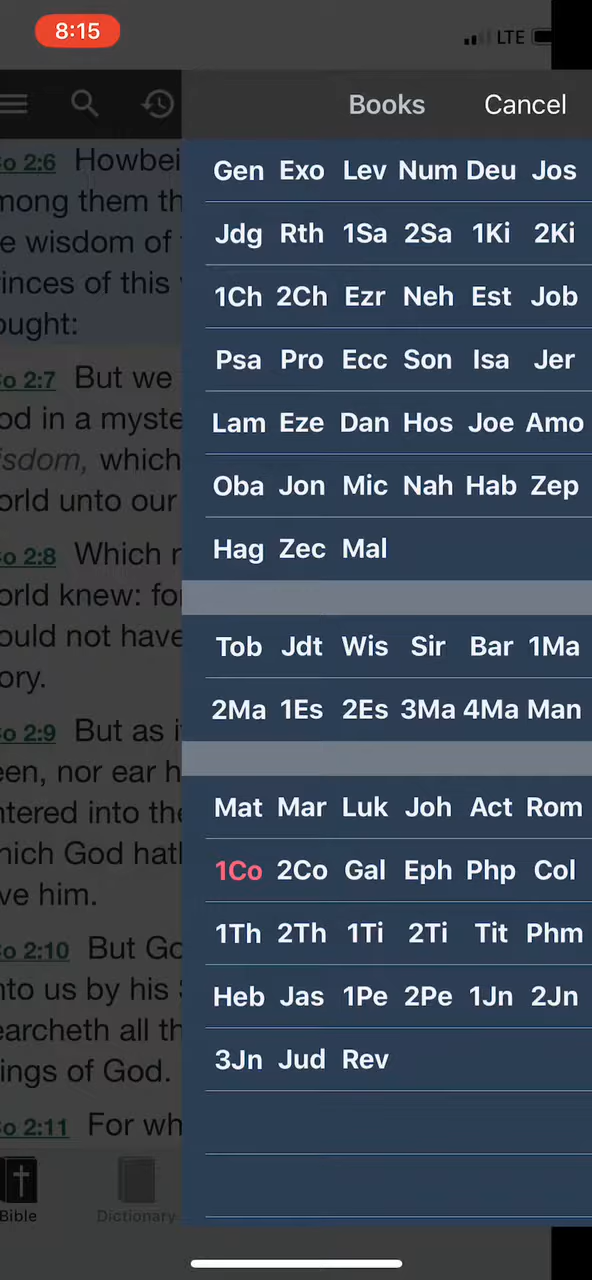 8:15
LTE
Books Cancel
Gen Exo Lev Num Deu Jos
Jdg Rth 1Sa 2Sa 1Ki 2Ki
1Ch 2Ch Ezr Neh Est Job
Psa Pro Ecc Son Isa Jer
Lam Eze Dan Hos Joe Amo
Oba Jon Mic Nah Hab Zep
Hag Zec Mal
Tob Jdt Wis Sir Bar 1Ma
2Ma 1Es 2Es 3Ma 4Ma Man
Mat Mar Luk Joh Act Rom
1Co 2Co Gal Eph Php Col
1Th 2Th 1Ti 2Ti Tit Phm
Heb Jas 1Pe 2Pe 1Jn 2Jn
3Jn Jud Rev
o 2:6 Howbei
mong them th
e wisdom of
inces of this
ought:
o 2:7 But we
od in a myste
isdom, which
orld unto our
o 2:8 Which
orld knew: fo
ould not have
ory.
o 2:9 But as i
een, nor ear h
ntered into the
hich God hat
ve him.
o 2:10 But Go
nto us by his
earcheth all th
ings of God.
o 2:11 For wh
Bible
Dictionary